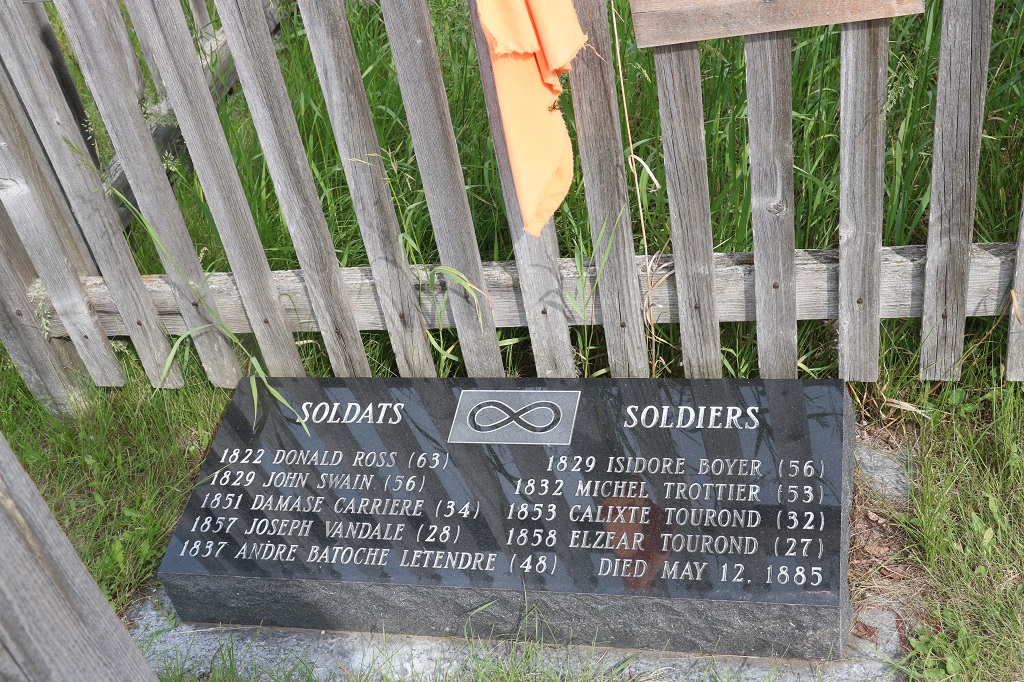 SOLDATS SOLDIERS
1822 DONALD ROSS (63)
1829 JOHN SWAIN (56)
1851 DAMASE CARRIERE (34)
1857 JOSEPH VANDALE (28)
1837 ANDRE BATOCHE LETENDRE (48)
1829 ISIDORE BOYER (56)
1832 MICHEL TROTTIER (53)
1853 CALIXTE TOUROND (32)
1858 ELZEAR TOUROND (27)
DIED MAY 12, 1885